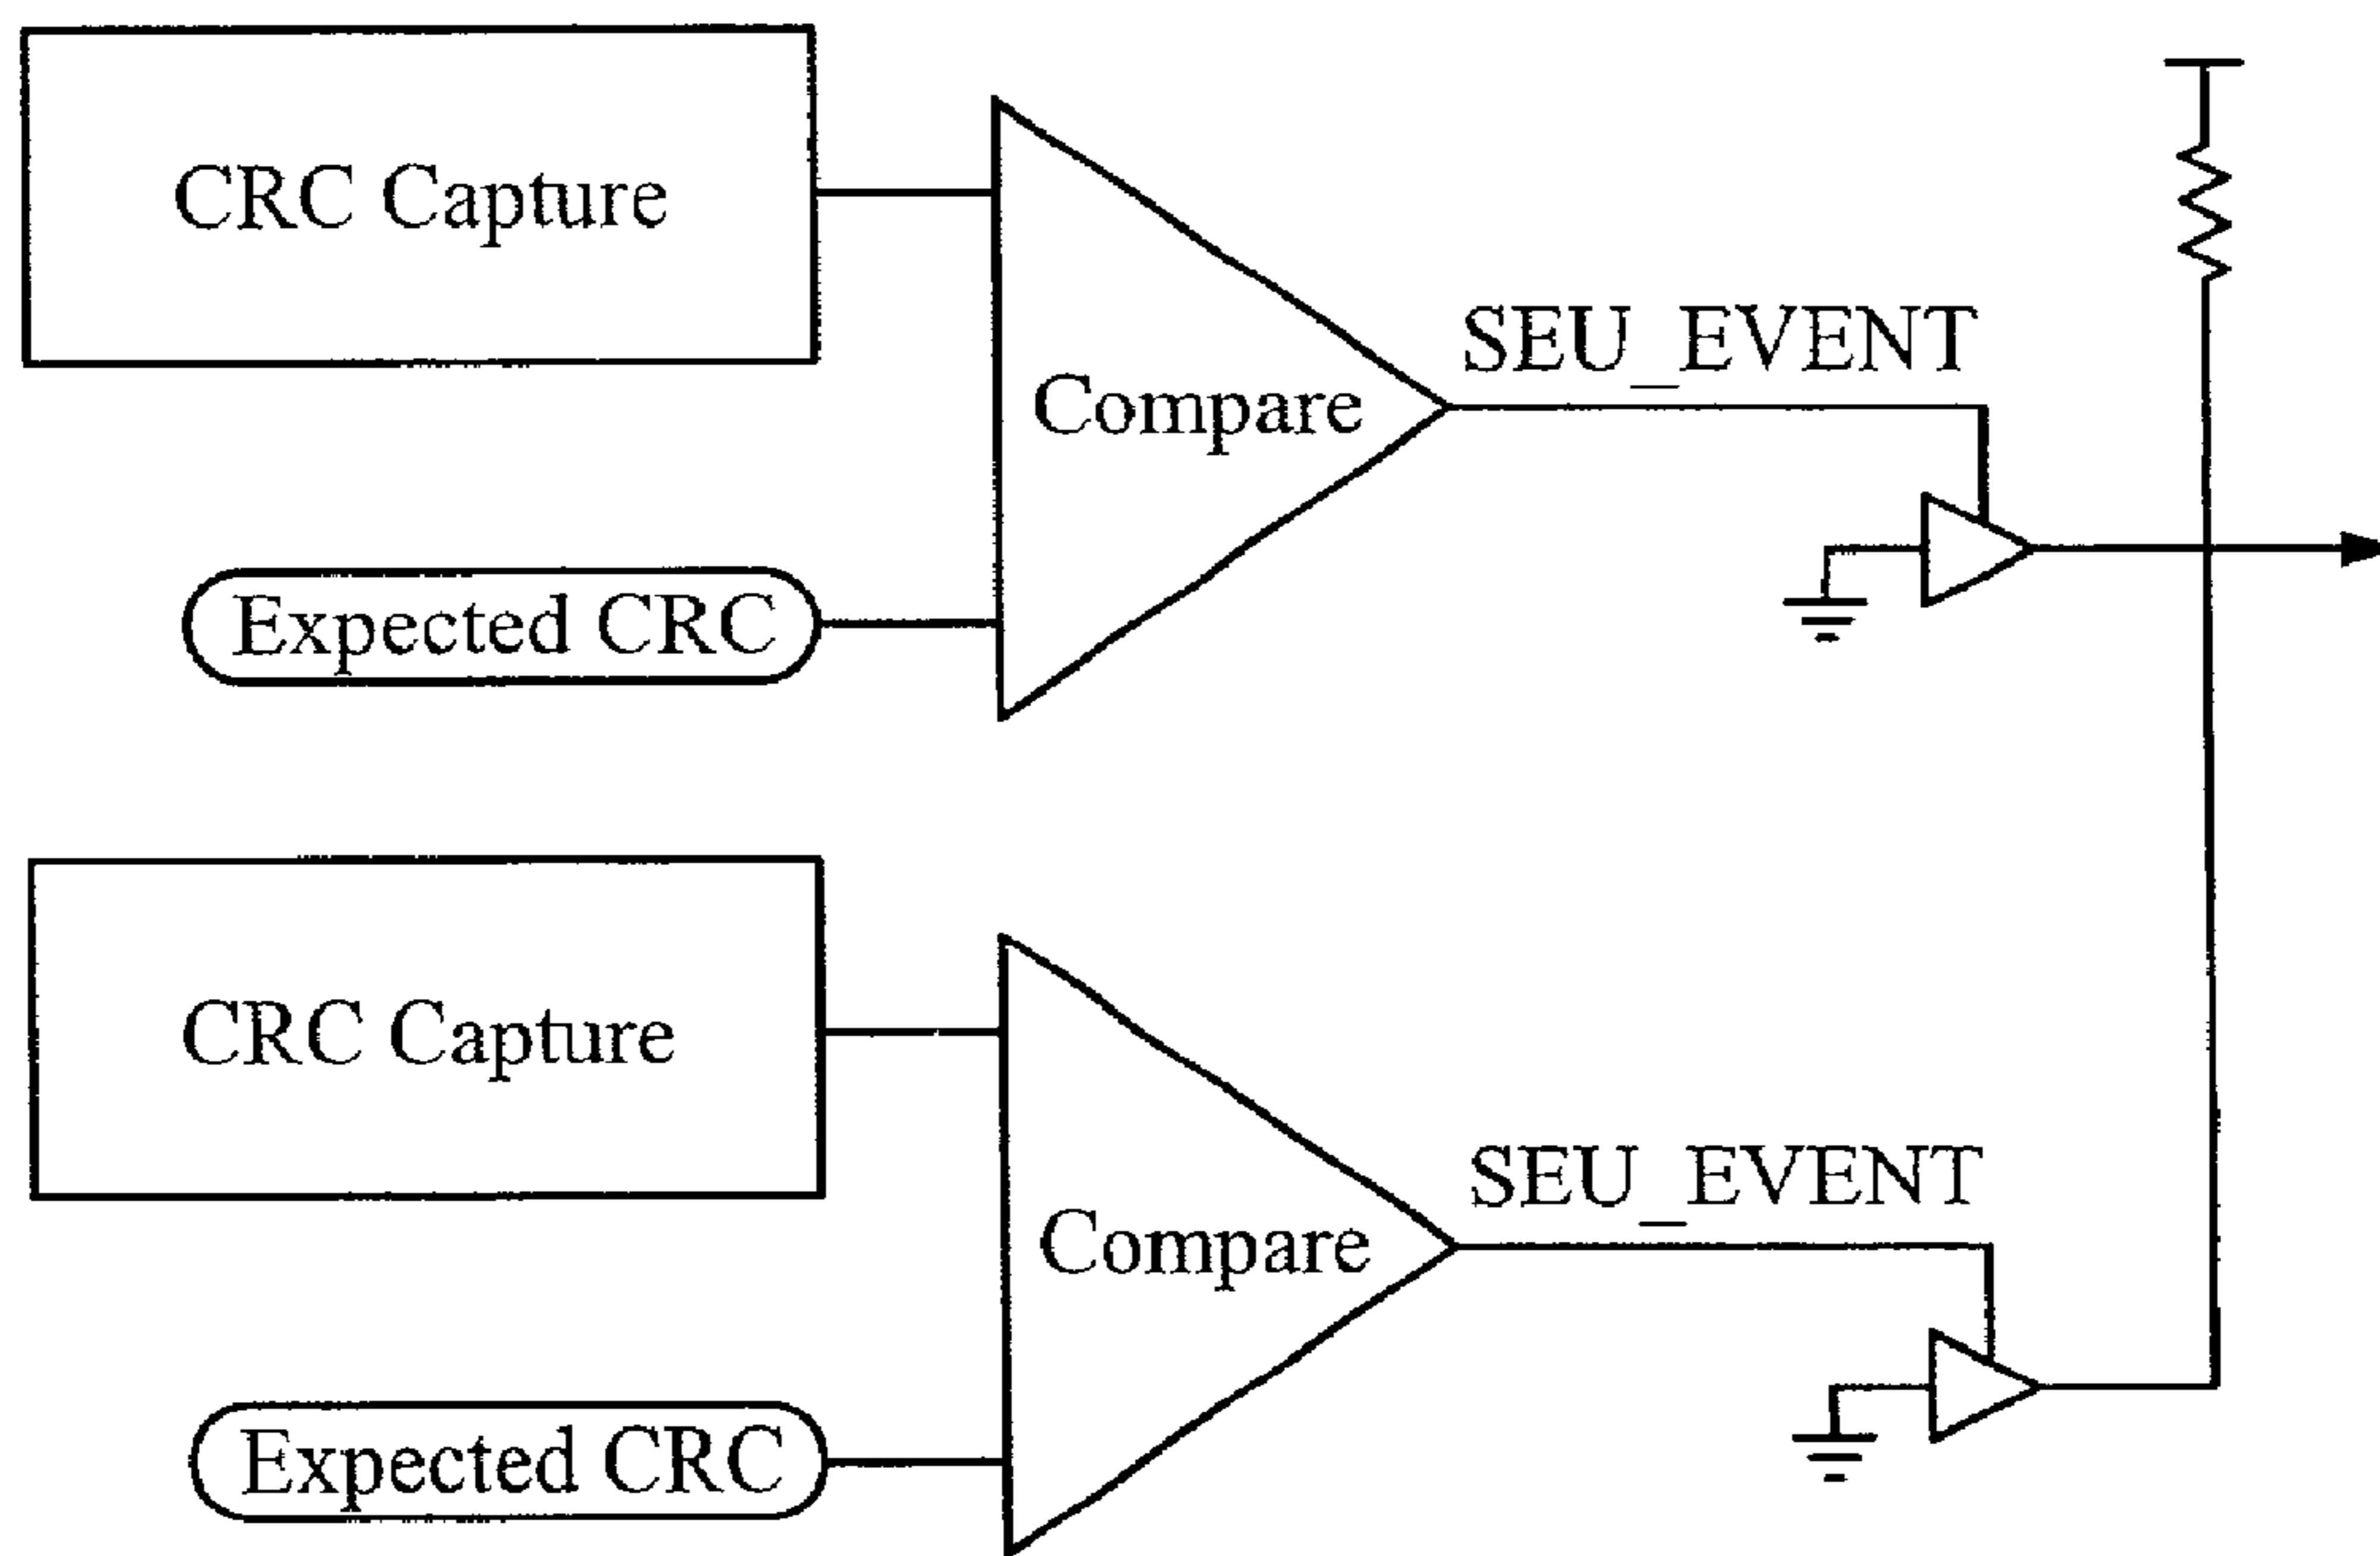 CRC Capture
SEU_EVENT
Compare
Expected CRC
CRC Capture
SEU_EVENT
Compare
Expected CRC